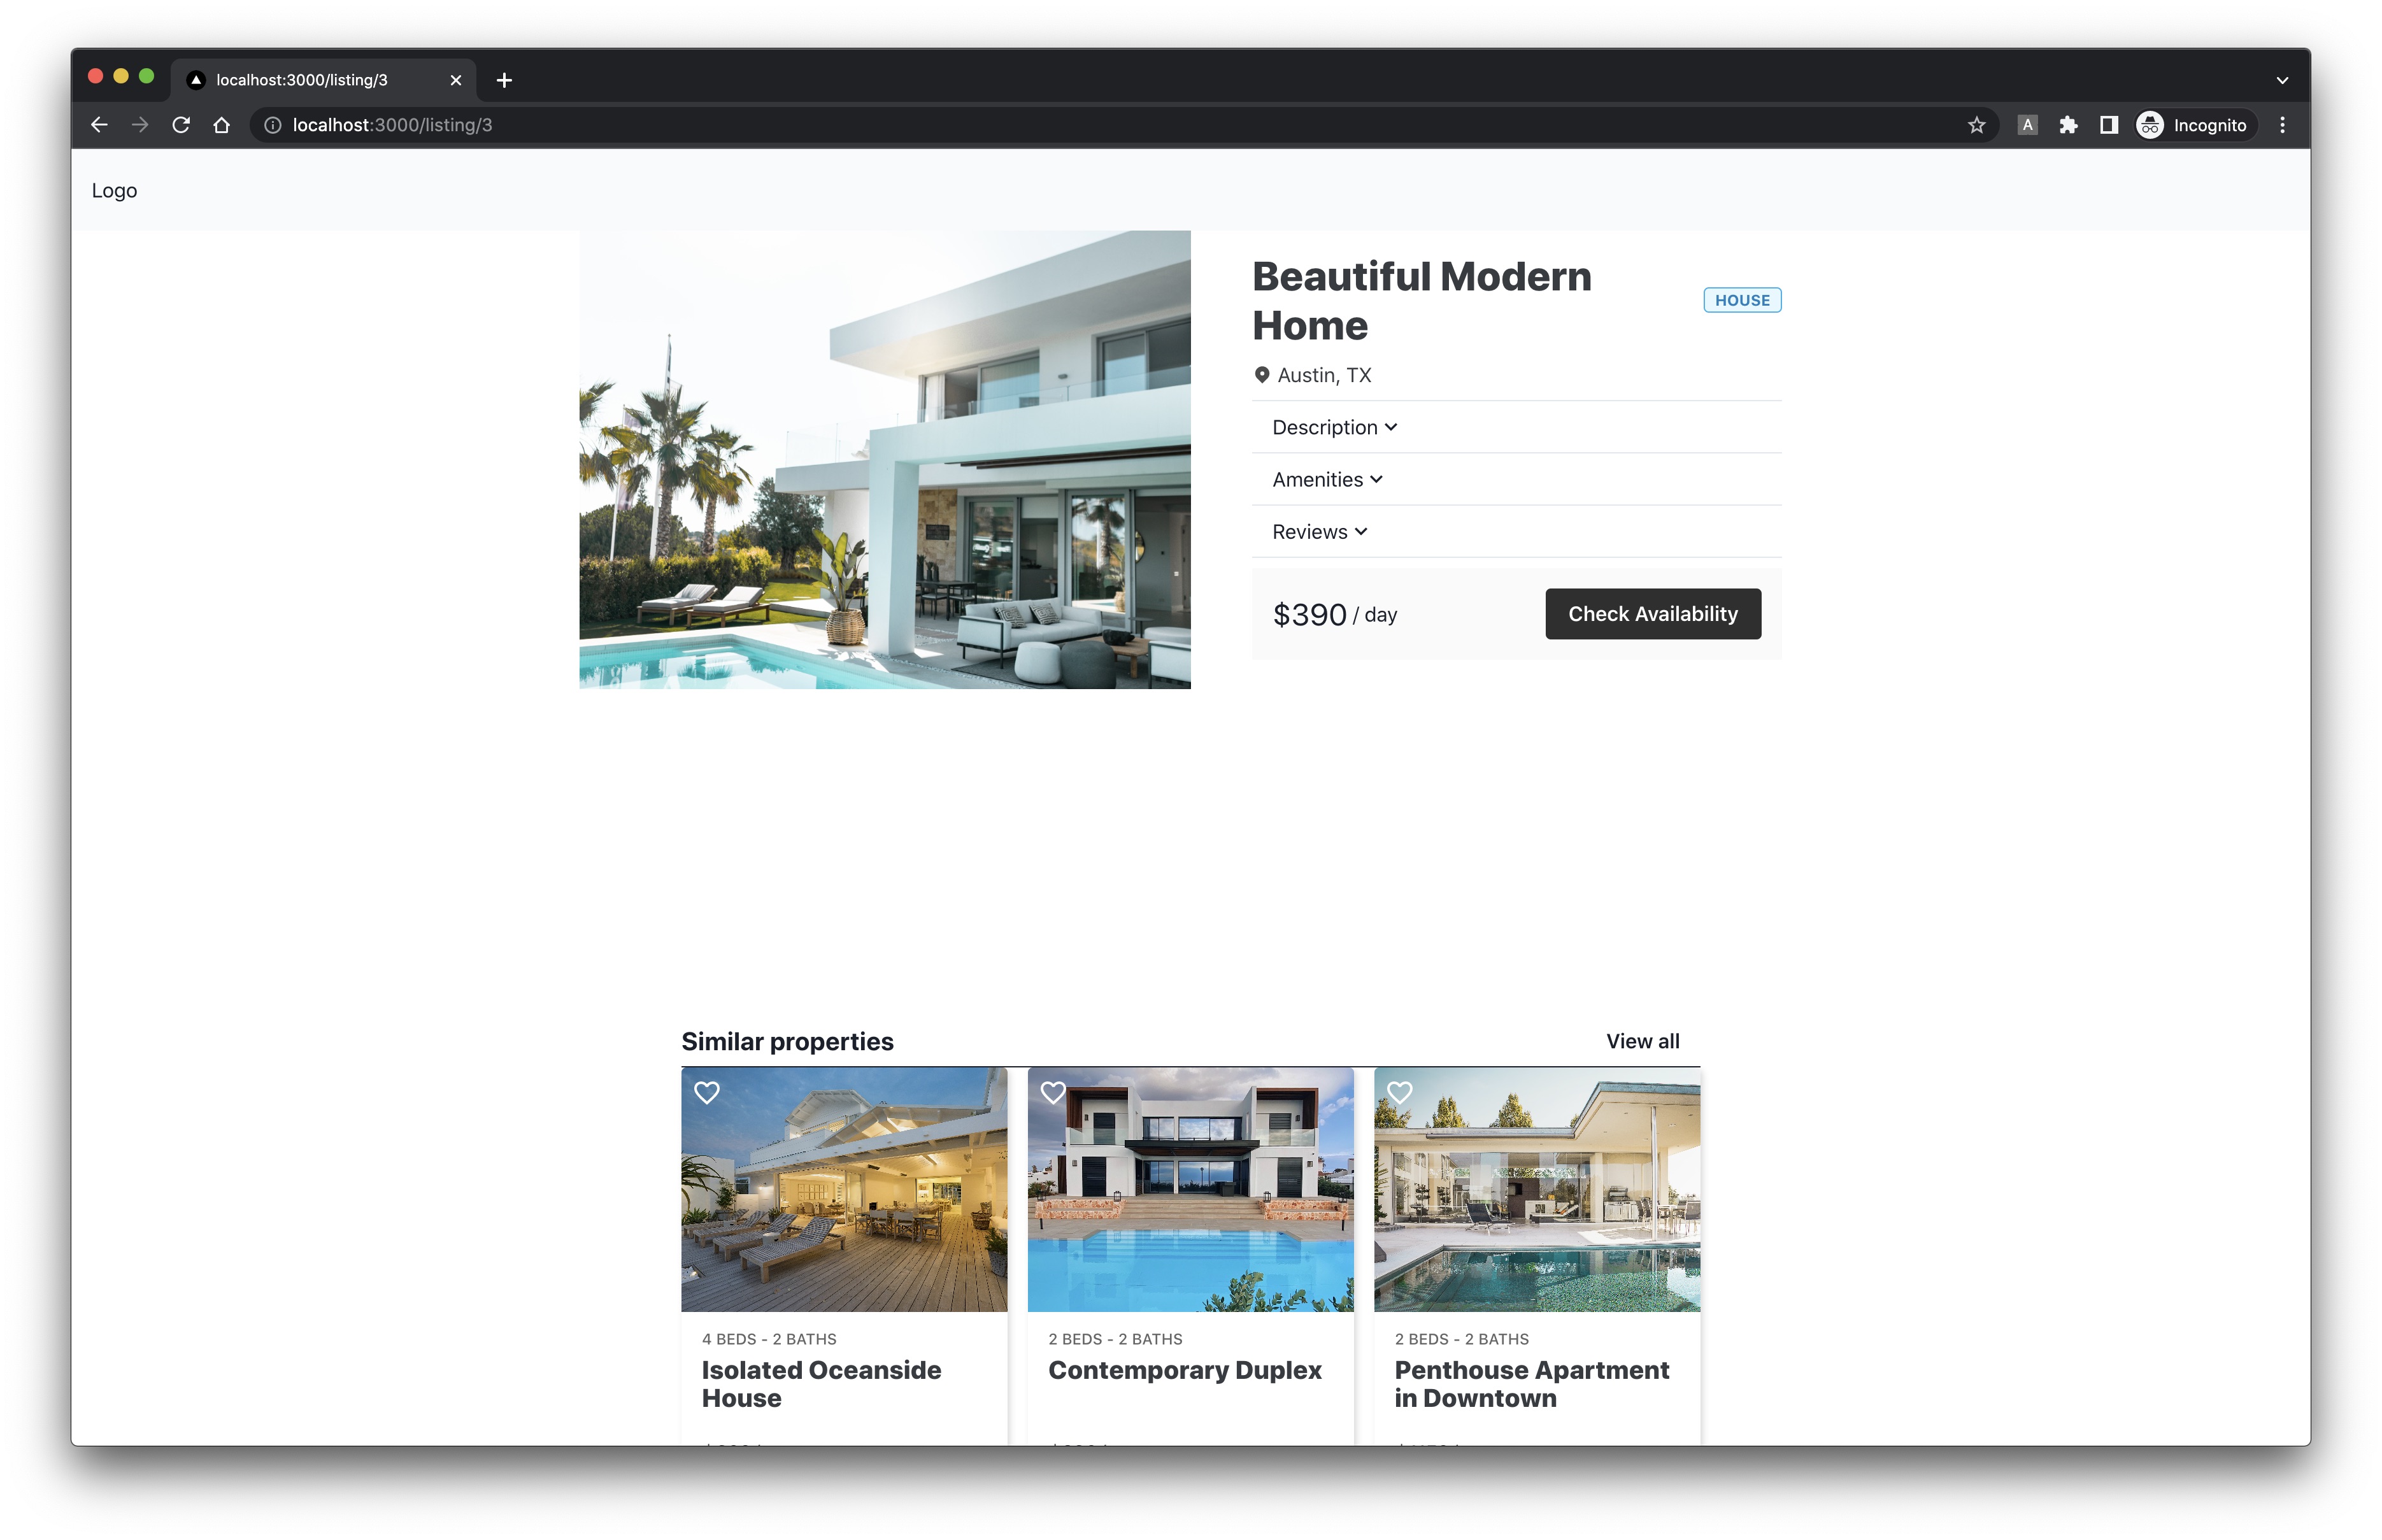 localhost:3000/listing/3
localhost:3000/listing/3
A
Incognito
Logo
Beautiful Modern
Home
HOUSE
Austin, TX
Description
Amenities
Reviews
$390 / day
Check Availability
Similar properties
View all
4 BEDS - 2 BATHS
Isolated Oceanside
House
2 BEDS - 2 BATHS
Contemporary Duplex
2 BEDS - 2 BATHS
Penthouse Apartment
in Downtown